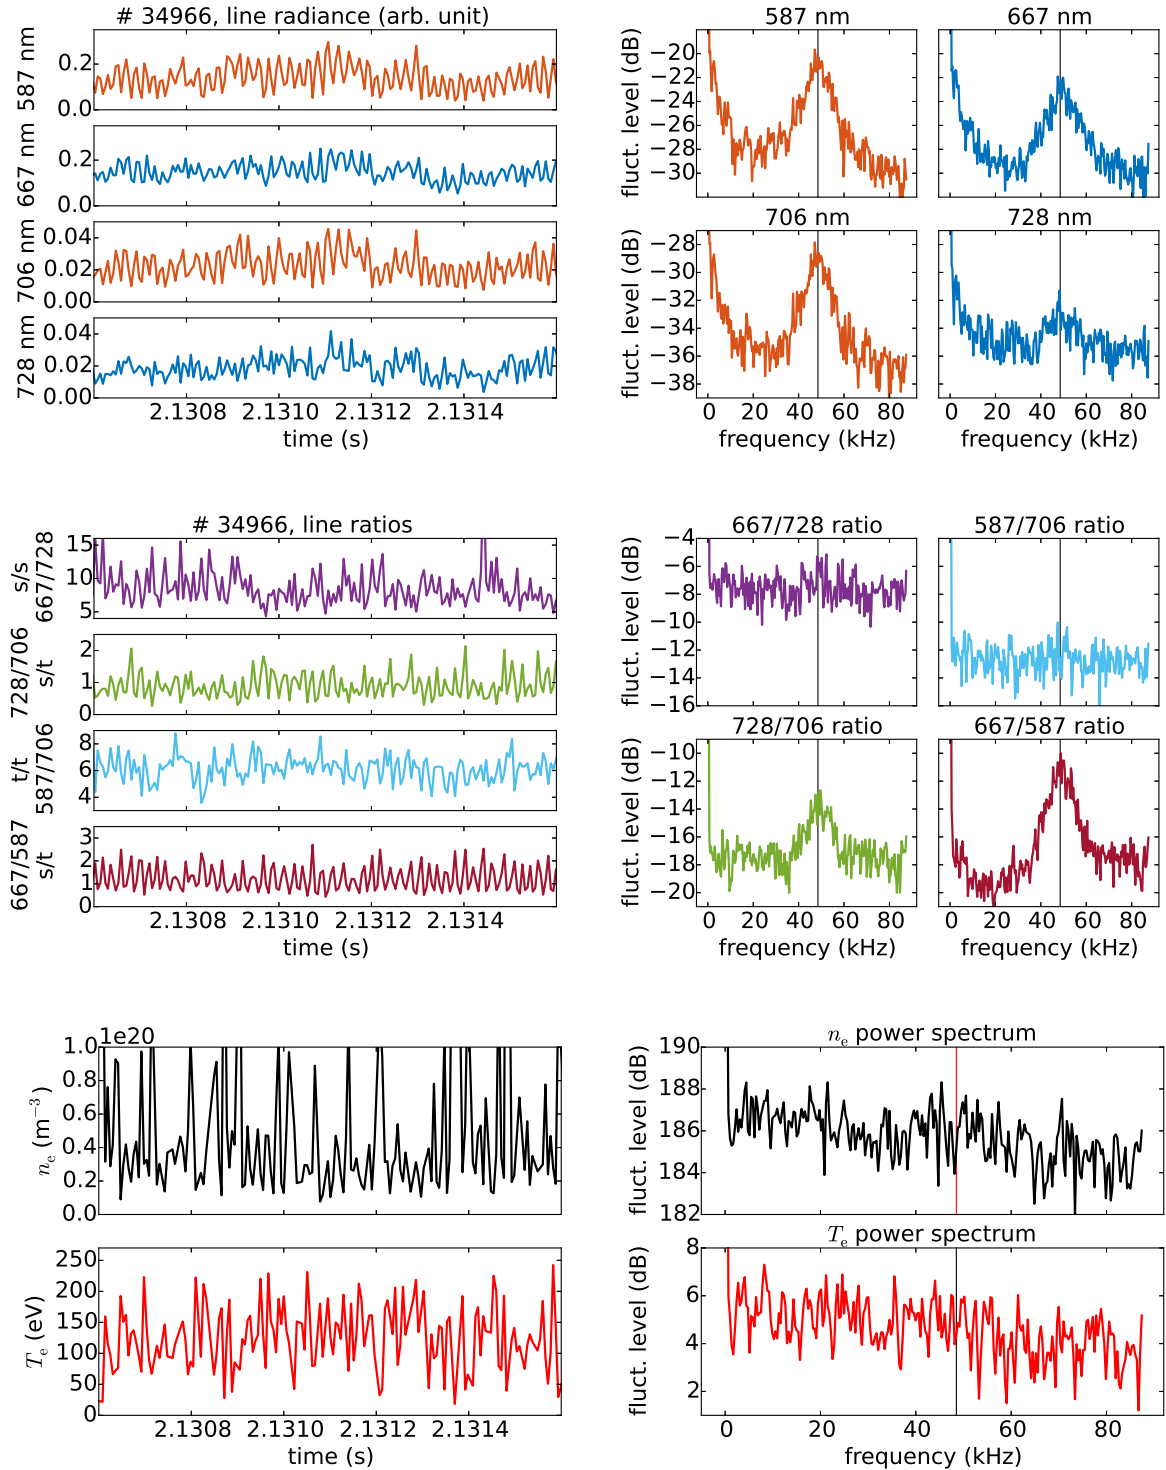 # 34966, line radiance (arb. unit)
587 nm
0.2
0.0
667 nm
0.2
0.0
706 nm
0.04
0.02
0.00
728 nm
0.04
0.02
0.00
2.1308 2.1310 2.1312 2.1314
time (s)
587 nm
fluct. level (dB)
−20
−22
−24
−26
−28
−30
667 nm
706 nm
fluct. level (dB)
−28
−30
−32
−34
−36
−38
0 20 40 60 80
frequency (kHz)
728 nm
0 20 40 60 80
frequency (kHz)
# 34966, line ratios
s/s
667/728
15
10
5
728/706
s/t
2
1
0
t/t
587/706
8
6
4
667/587
s/t
3
2
1
0
2.1308 2.1310 2.1312 2.1314
time (s)
667/728 ratio
fluct. level (dB)
−4
−6
−8
−10
−12
−14
−16
587/706 ratio
728/706 ratio
fluct. level (dB)
−10
−12
−14
−16
−18
−20
0 20 40 60 80
frequency (kHz)
667/587 ratio
0 20 40 60 80
frequency (kHz)
1e20
nₑ (m⁻³)
1.0
0.8
0.6
0.4
0.2
0.0
Tₑ (eV)
250
200
150
100
50
0
2.1308 2.1310 2.1312 2.1314
time (s)
nₑ power spectrum
fluct. level (dB)
190
188
186
184
182
Tₑ power spectrum
fluct. level (dB)
8
6
4
2
0 20 40 60 80
frequency (kHz)